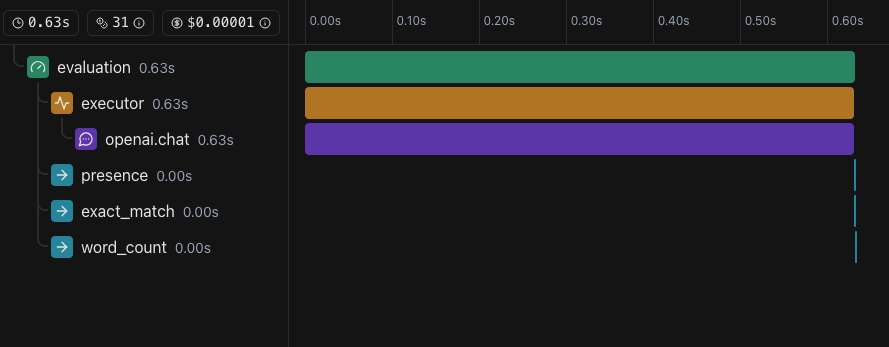 0.63s 31 $0.00001 0.00s 0.10s 0.20s 0.30s 0.40s 0.50s 0.60s
evaluation 0.63s
executor 0.63s
openai.chat 0.63s
presence 0.00s
exact_match 0.00s
word_count 0.00s